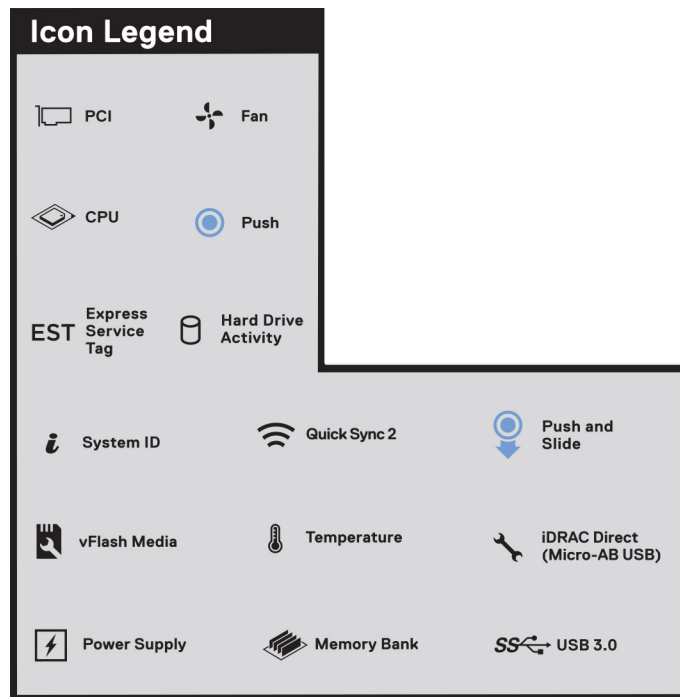 Icon Legend
PCI
Fan
CPU
Push
EST
Express
Service
Tag
Hard Drive
Activity
i System ID
Quick Sync 2
Push and
Slide
vFlash Media
Temperature
iDRAC Direct
(Micro-AB USB)
Power Supply
Memory Bank
SS USB 3.0